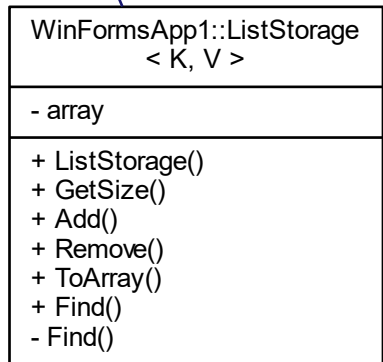 WinFormsApp1::ListStorage
< K, V >
- array
+ ListStorage()
+ GetSize()
+ Add()
+ Remove()
+ ToArray()
+ Find()
- Find()